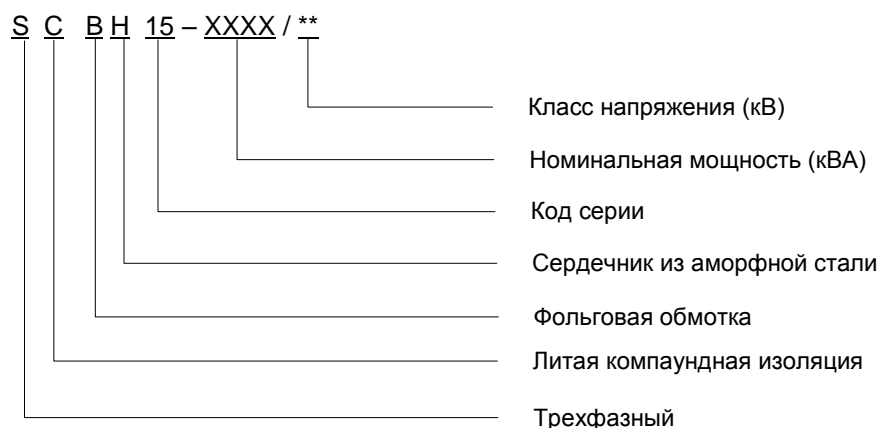 S C B H 15 – XXXX / **
Класс напряжения (кВ)
Номинальная мощность (кВА)
Код серии
Сердечник из аморфной стали
Фольговая обмотка
Литая компаундная изоляция
Трехфазный